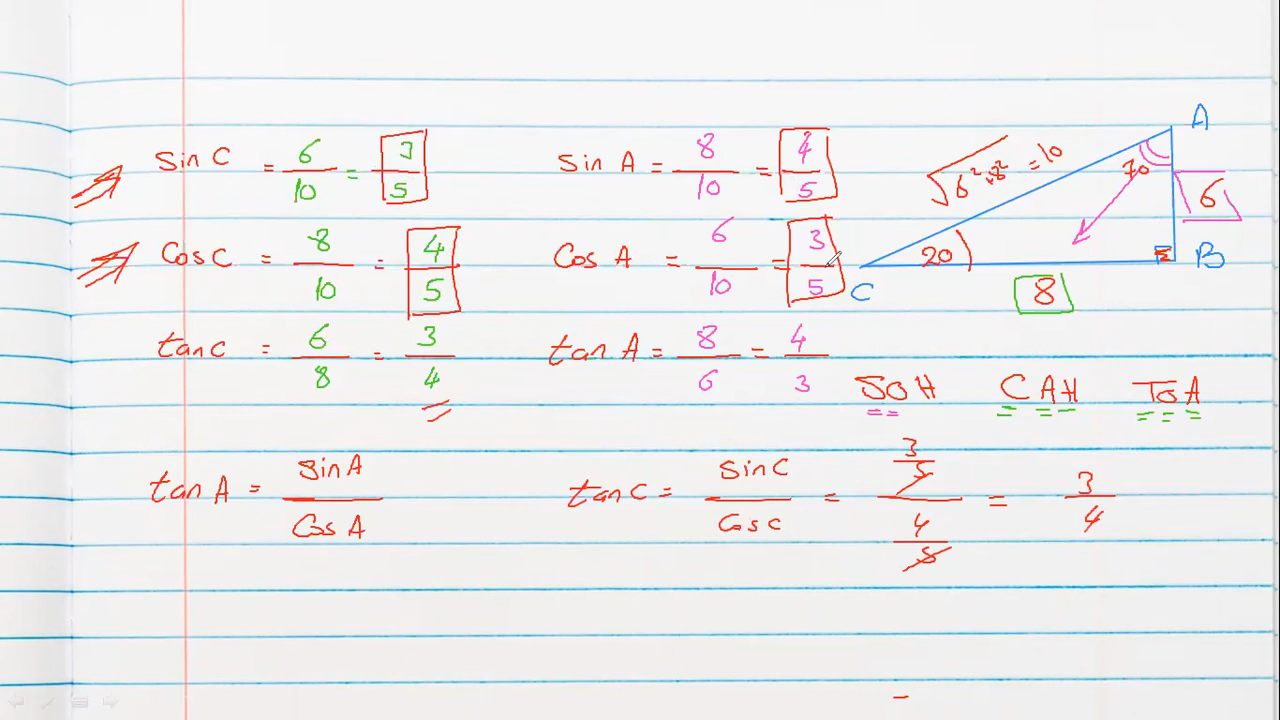 sin C = 6/10 = 3/5
sin A = 8/10 = 4/5
√6²+8² = 10
A
70
6
Cos C = 8/10 = 4/5
Cos A = 6/10 = 3/5
20
B
C
8
tan C = 6/8 = 3/4
tan A = 8/6 = 4/3
SOH CAH ToA
tan A = sin A/Cos A
tan C = sin C/Cos C = 3/5/4/5 = 3/4